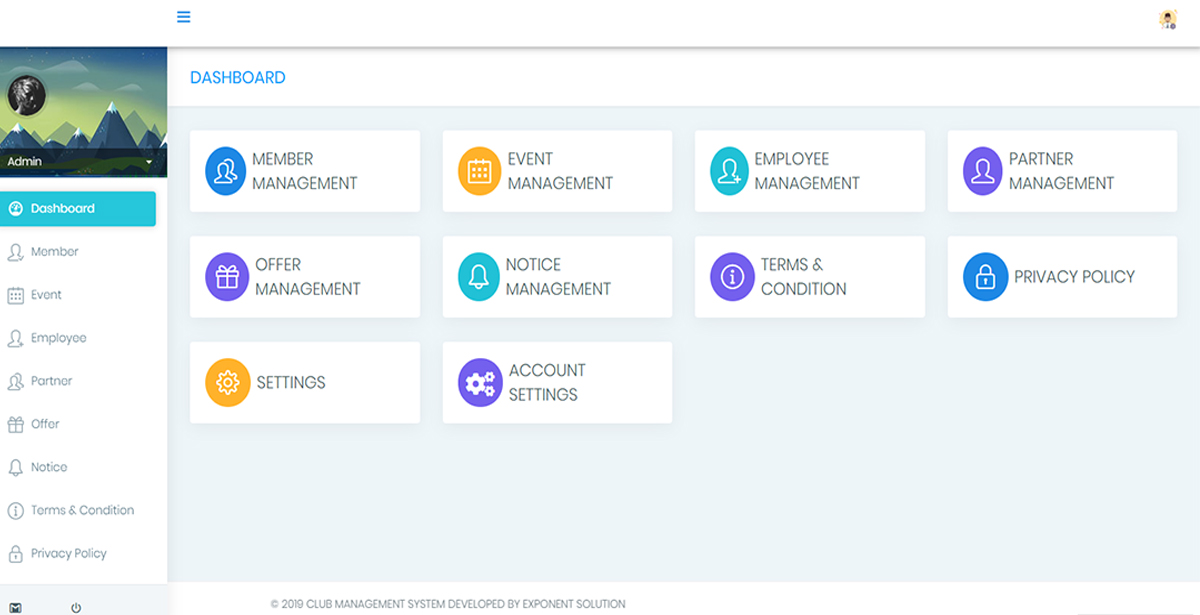 DASHBOARD
Admin
Dashboard
Member
Event
Employee
Partner
Offer
Notice
Terms & Condition
Privacy Policy
MEMBER
MANAGEMENT
EVENT
MANAGEMENT
EMPLOYEE
MANAGEMENT
PARTNER
MANAGEMENT
OFFER
MANAGEMENT
NOTICE
MANAGEMENT
TERMS &
CONDITION
PRIVACY POLICY
SETTINGS
ACCOUNT
SETTINGS
© 2019 CLUB MANAGEMENT SYSTEM DEVELOPED BY EXPONENT SOLUTION